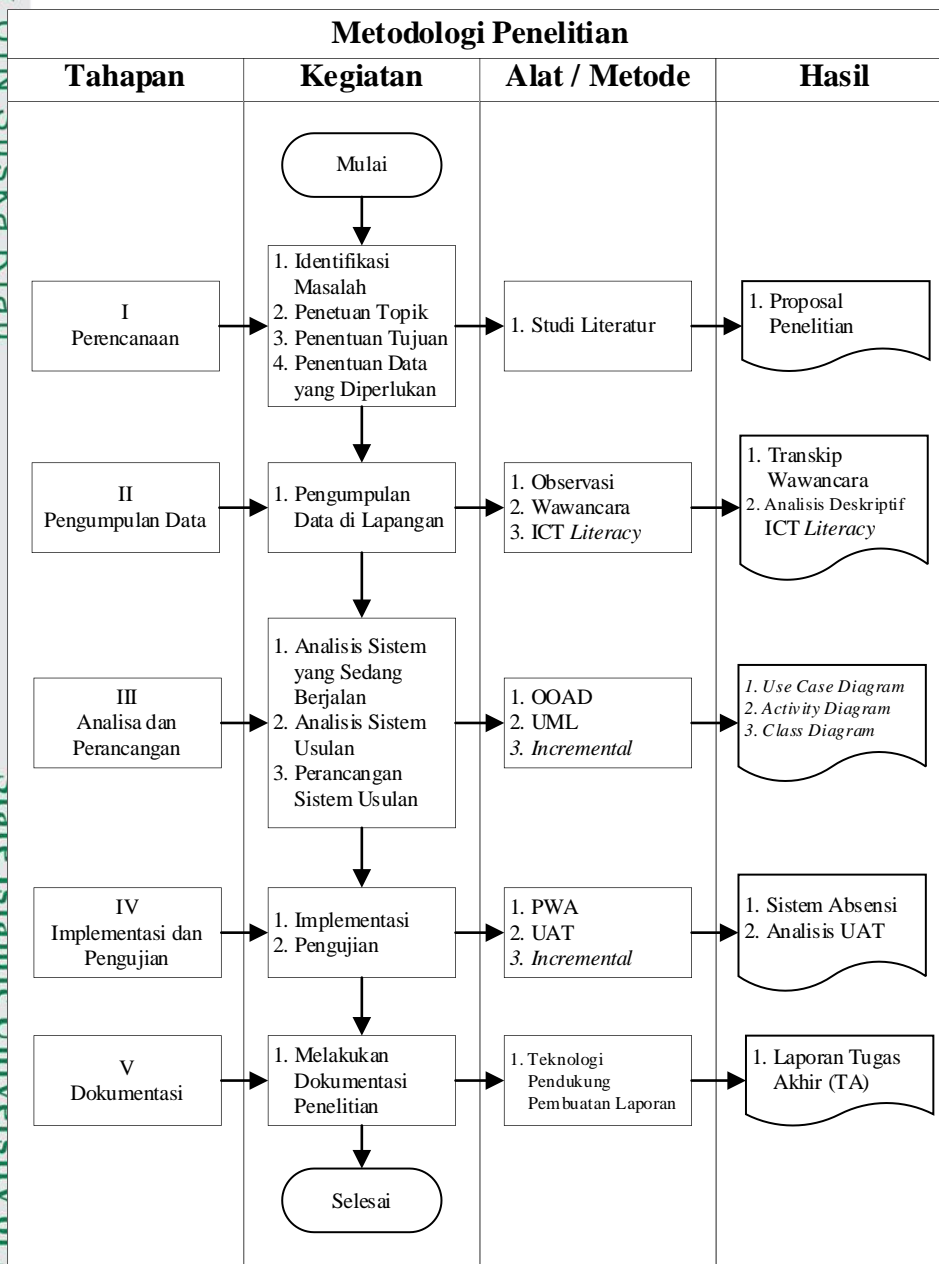 Metodologi Penelitian
Tahapan
Kegiatan
Alat / Metode
Hasil
Mulai
I
Perencanaan
1. Identifikasi
Masalah
2. Penetuan Topik
3. Penentuan Tujuan
4. Penentuan Data
yang Diperlukan
1. Studi Literatur
1. Proposal
Penelitian
II
Pengumpulan Data
1. Pengumpulan
Data di Lapangan
1. Observasi
2. Wawancara
3. ICT Literacy
1. Transkip
Wawancara
2. Analisis Deskriptif
ICT Literacy
III
Analisa dan
Perancangan
1. Analisis Sistem
yang Sedang
Berjalan
2. Analisis Sistem
Usulan
3. Perancangan
Sistem Usulan
1. OOAD
2. UML
3. Incremental
1. Use Case Diagram
2. Activity Diagram
3. Class Diagram
IV
Implementasi dan
Pengujian
1. Implementasi
2. Pengujian
1. PWA
2. UAT
3. Incremental
1. Sistem Absensi
2. Analisis UAT
V
Dokumentasi
1. Melakukan
Dokumentasi
Penelitian
1. Teknologi
Pendukung
Pembuatan Laporan
1. Laporan Tugas
Akhir (TA)
Selesai